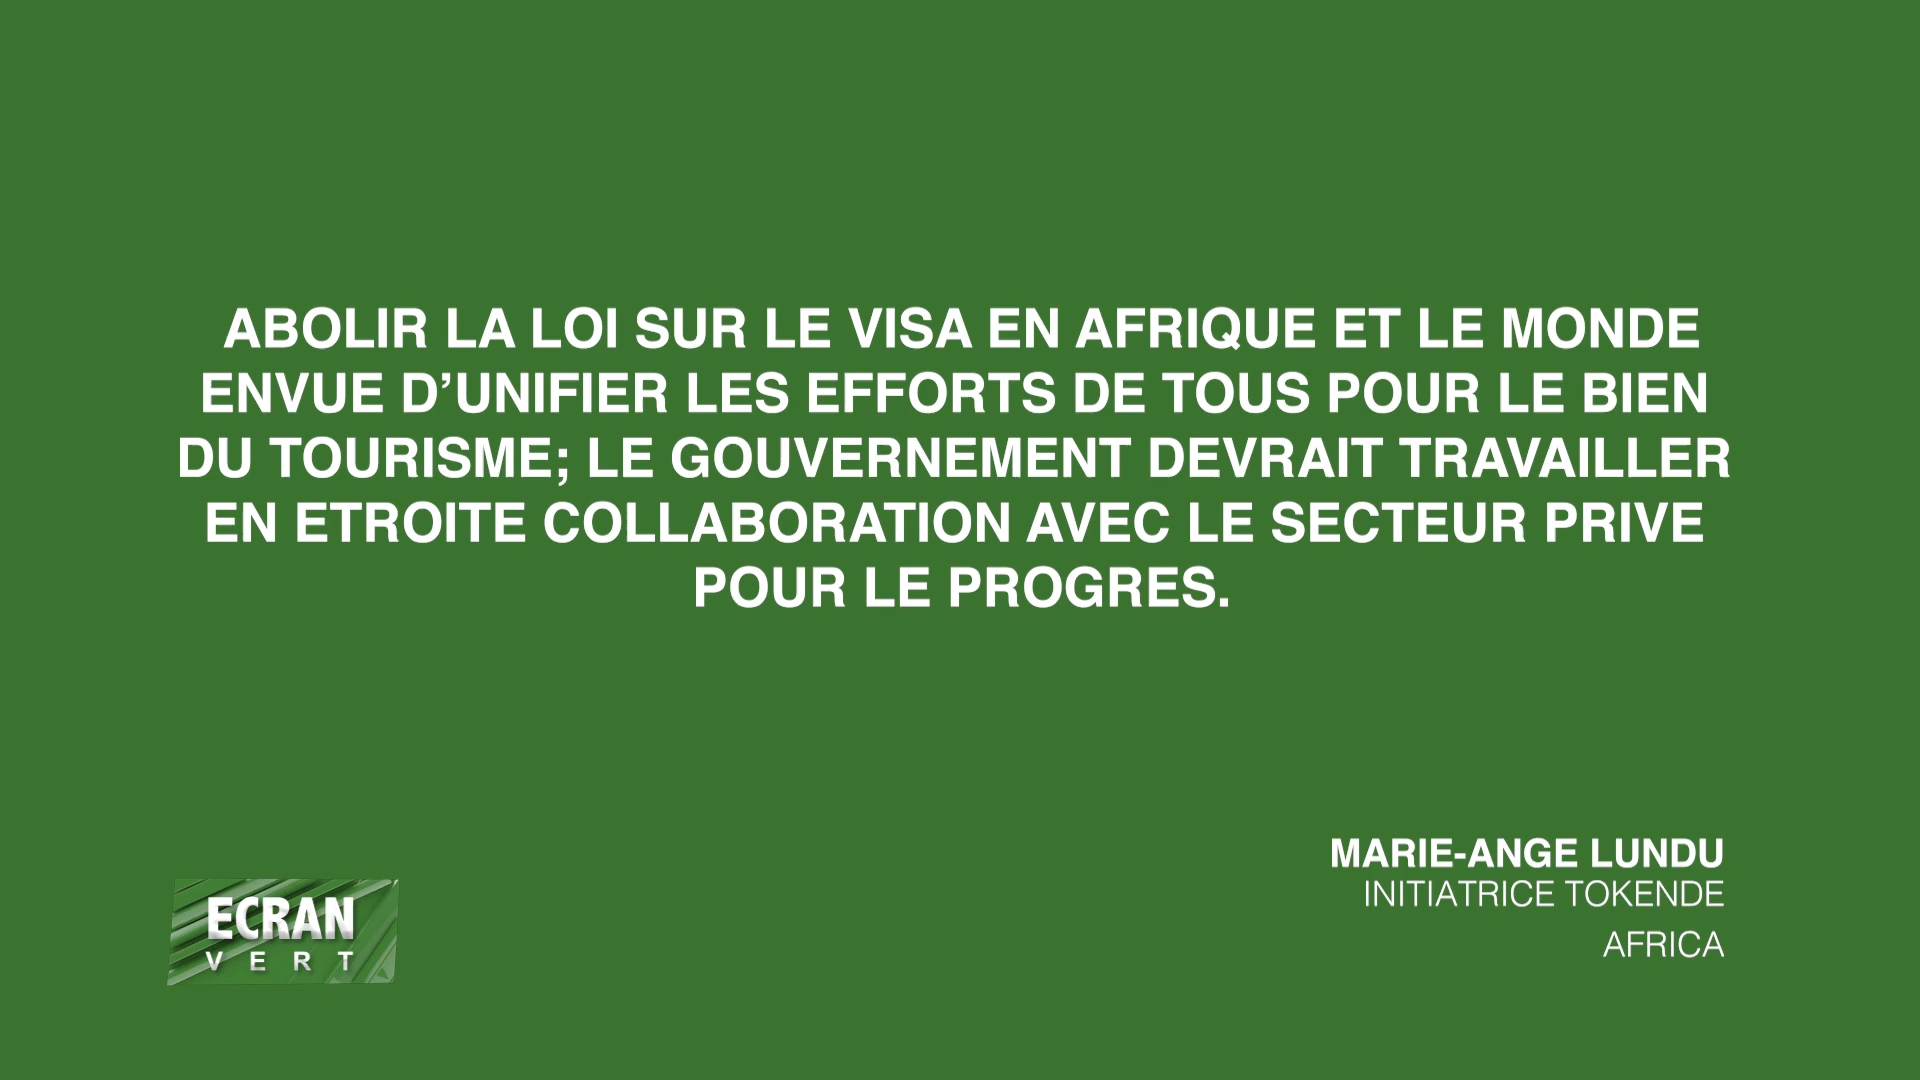 ABOLIR LA LOI SUR LE VISA EN AFRIQUE ET LE MONDE
ENVUE D’UNIFIER LES EFFORTS DE TOUS POUR LE BIEN
DU TOURISME; LE GOUVERNEMENT DEVRAIT TRAVAILLER
EN ETROITE COLLABORATION AVEC LE SECTEUR PRIVE
POUR LE PROGRES.
MARIE-ANGE LUNDU
INITIATRICE TOKENDE
AFRICA
ECRAN
VERT